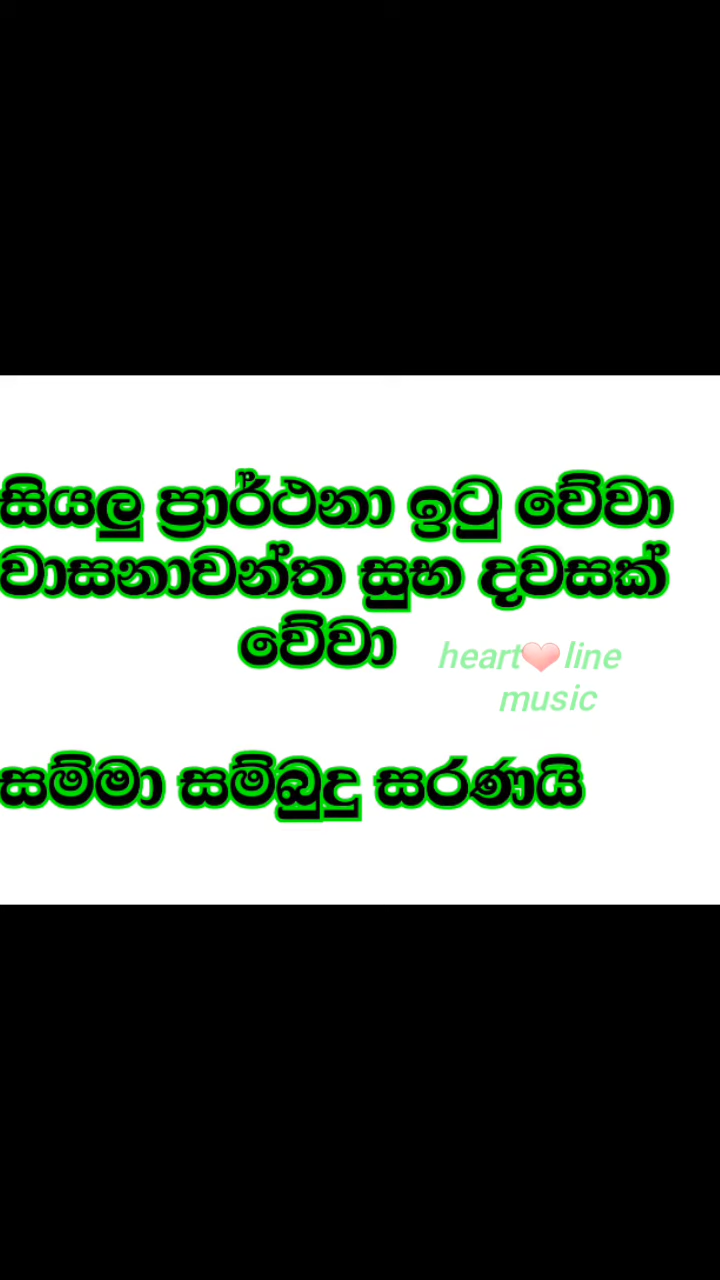 සියලු ප්‍රාර්ථනා ඉටු වේවා
වාසනාවන්ත සුභ දවසක්
වේවා
heart❤line
music
සම්මා සම්බුදු සරණයි